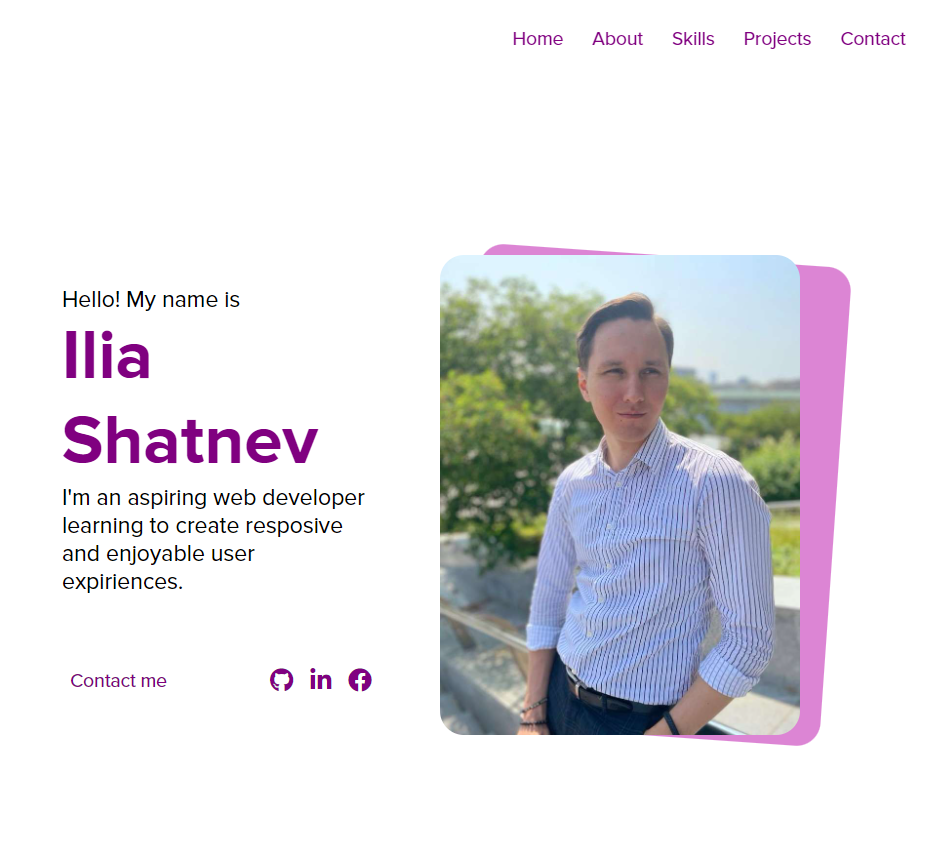 Home About Skills Projects Contact
Hello! My name is
Ilia
Shatnev
I'm an aspiring web developer
learning to create resposive
and enjoyable user
expiriences.
Contact me